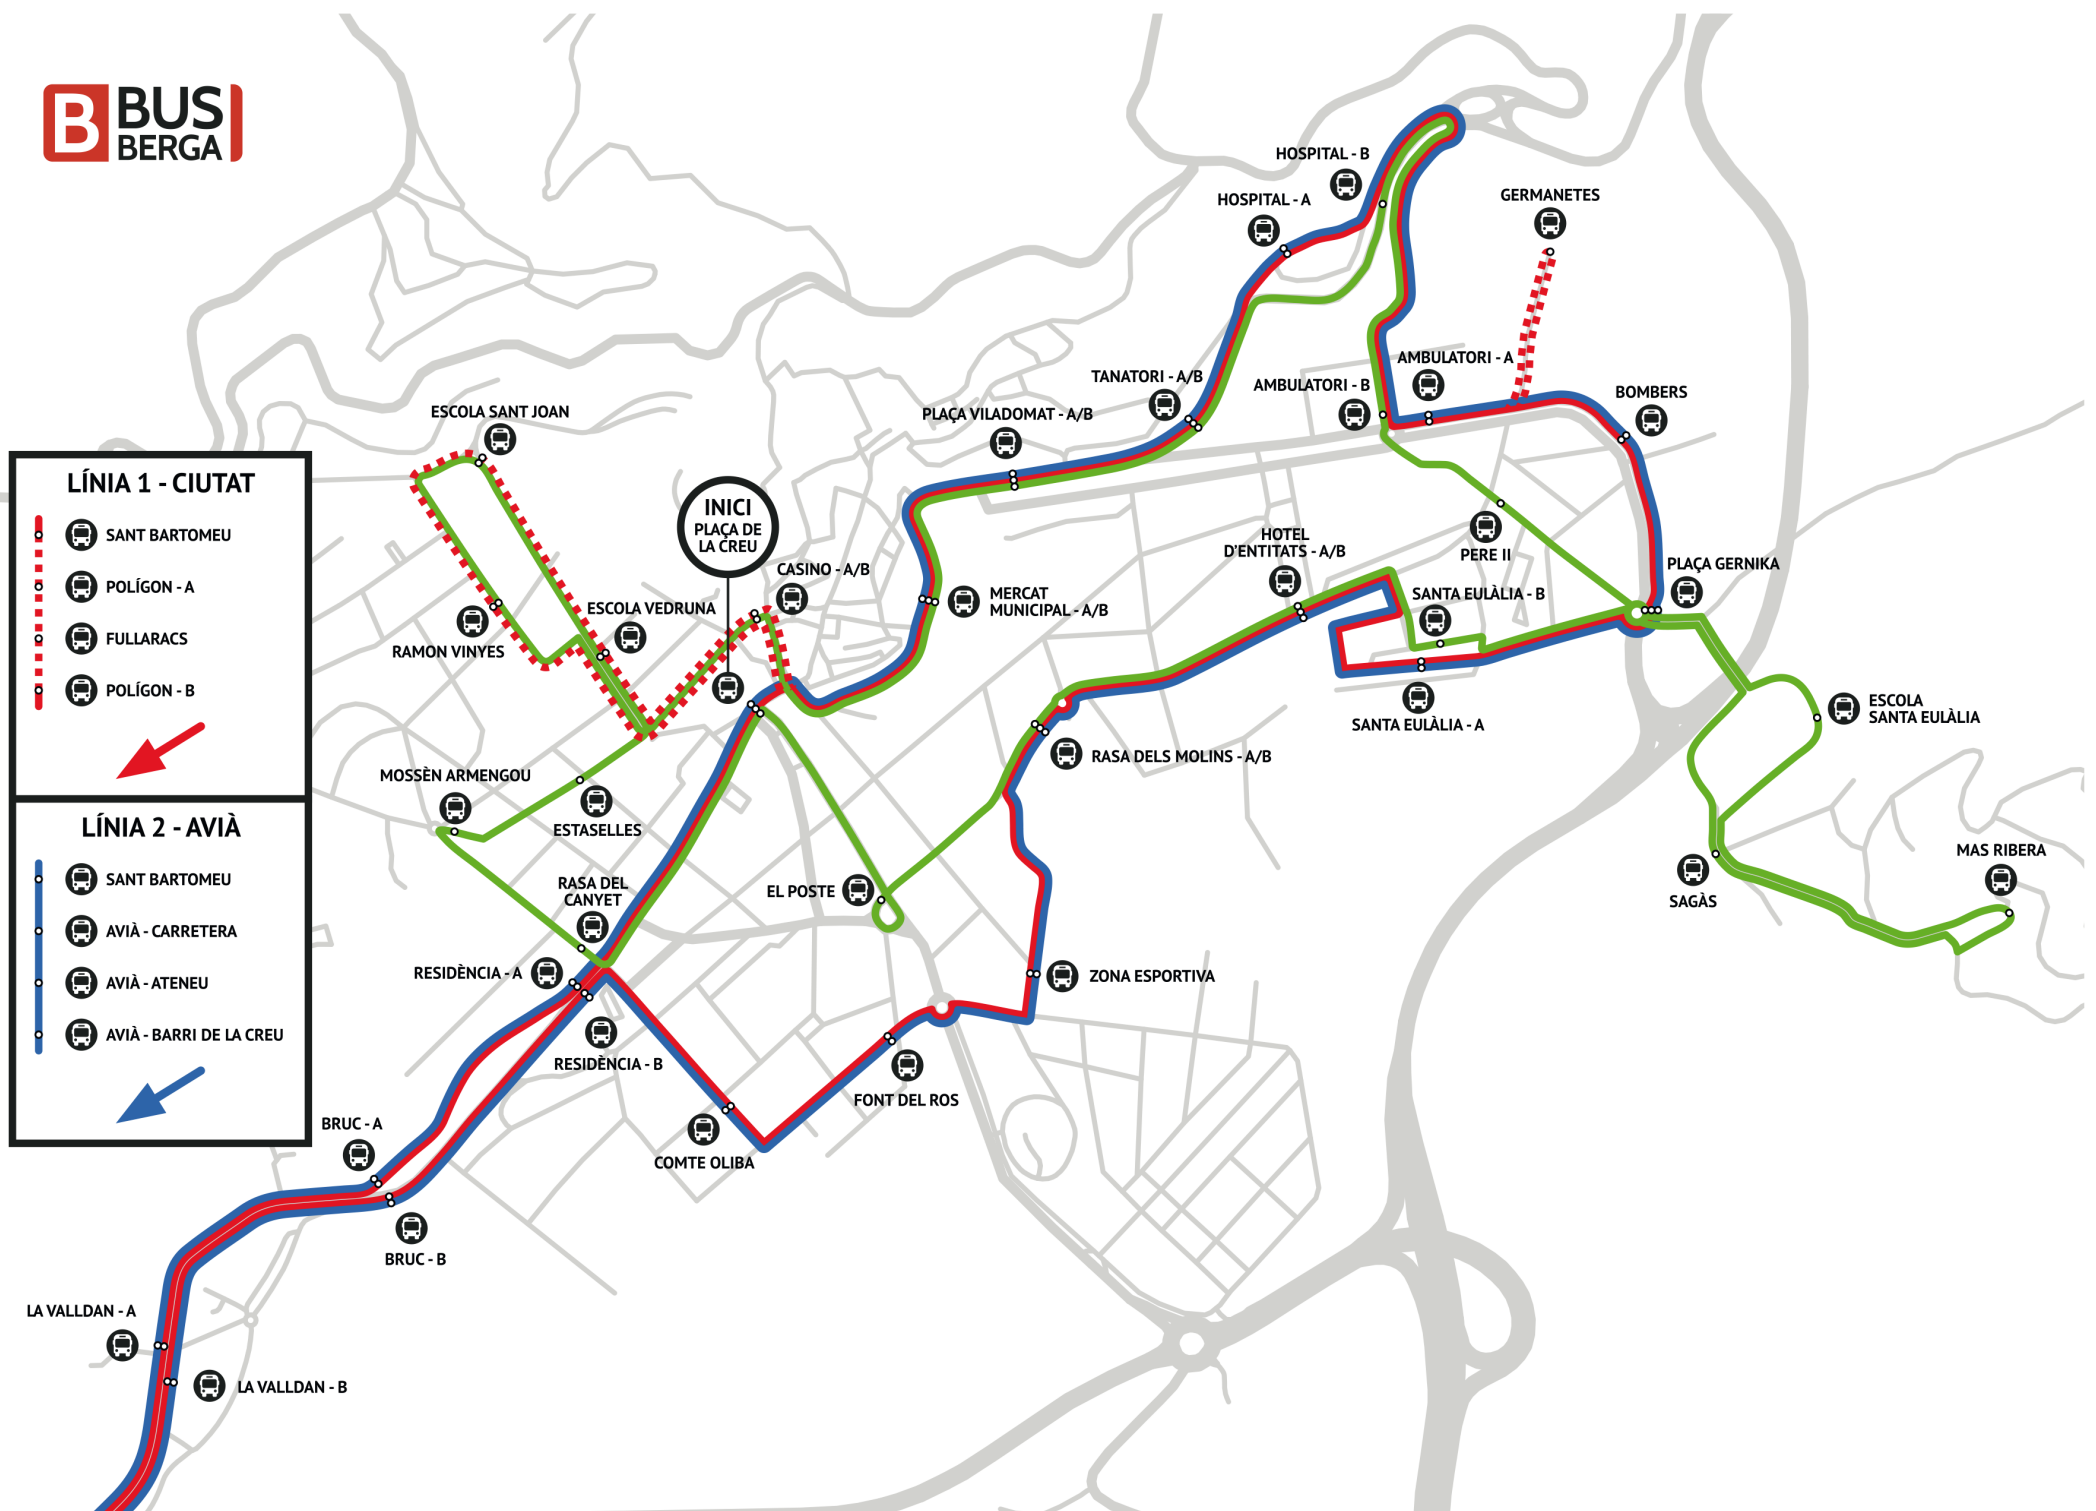 B BUS
BERGA
HOSPITAL - B
HOSPITAL - A
GERMANETES
TANATORI - A/B
AMBULATORI - A
AMBULATORI - B
BOMBERS
PLAÇA VILADOMAT - A/B
ESCOLA SANT JOAN
INICI
PLAÇA DE
LA CREU
CASINO - A/B
HOTEL
D'ENTITATS - A/B
PERE II
PLAÇA GERNIKA
MERCAT
MUNICIPAL - A/B
SANTA EULÀLIA - B
ESCOLA VEDRUNA
RAMON VINYES
ESCOLA
SANTA EULÀLIA
SANTA EULÀLIA - A
RASA DELS MOLINS - A/B
MOSSÈN ARMENGOU
ESTASELLES
MAS RIBERA
SAGÀS
RASA DEL
CANYET
EL POSTE
RESIDÈNCIA - A
ZONA ESPORTIVA
RESIDÈNCIA - B
FONT DEL ROS
BRUC - A
COMTE OLIBA
BRUC - B
LA VALLDAN - A
LA VALLDAN - B
LÍNIA 1 - CIUTAT
SANT BARTOMEU
POLÍGON - A
FULLARACS
POLÍGON - B
LÍNIA 2 - AVIÀ
SANT BARTOMEU
AVIÀ - CARRETERA
AVIÀ - ATENEU
AVIÀ - BARRI DE LA CREU